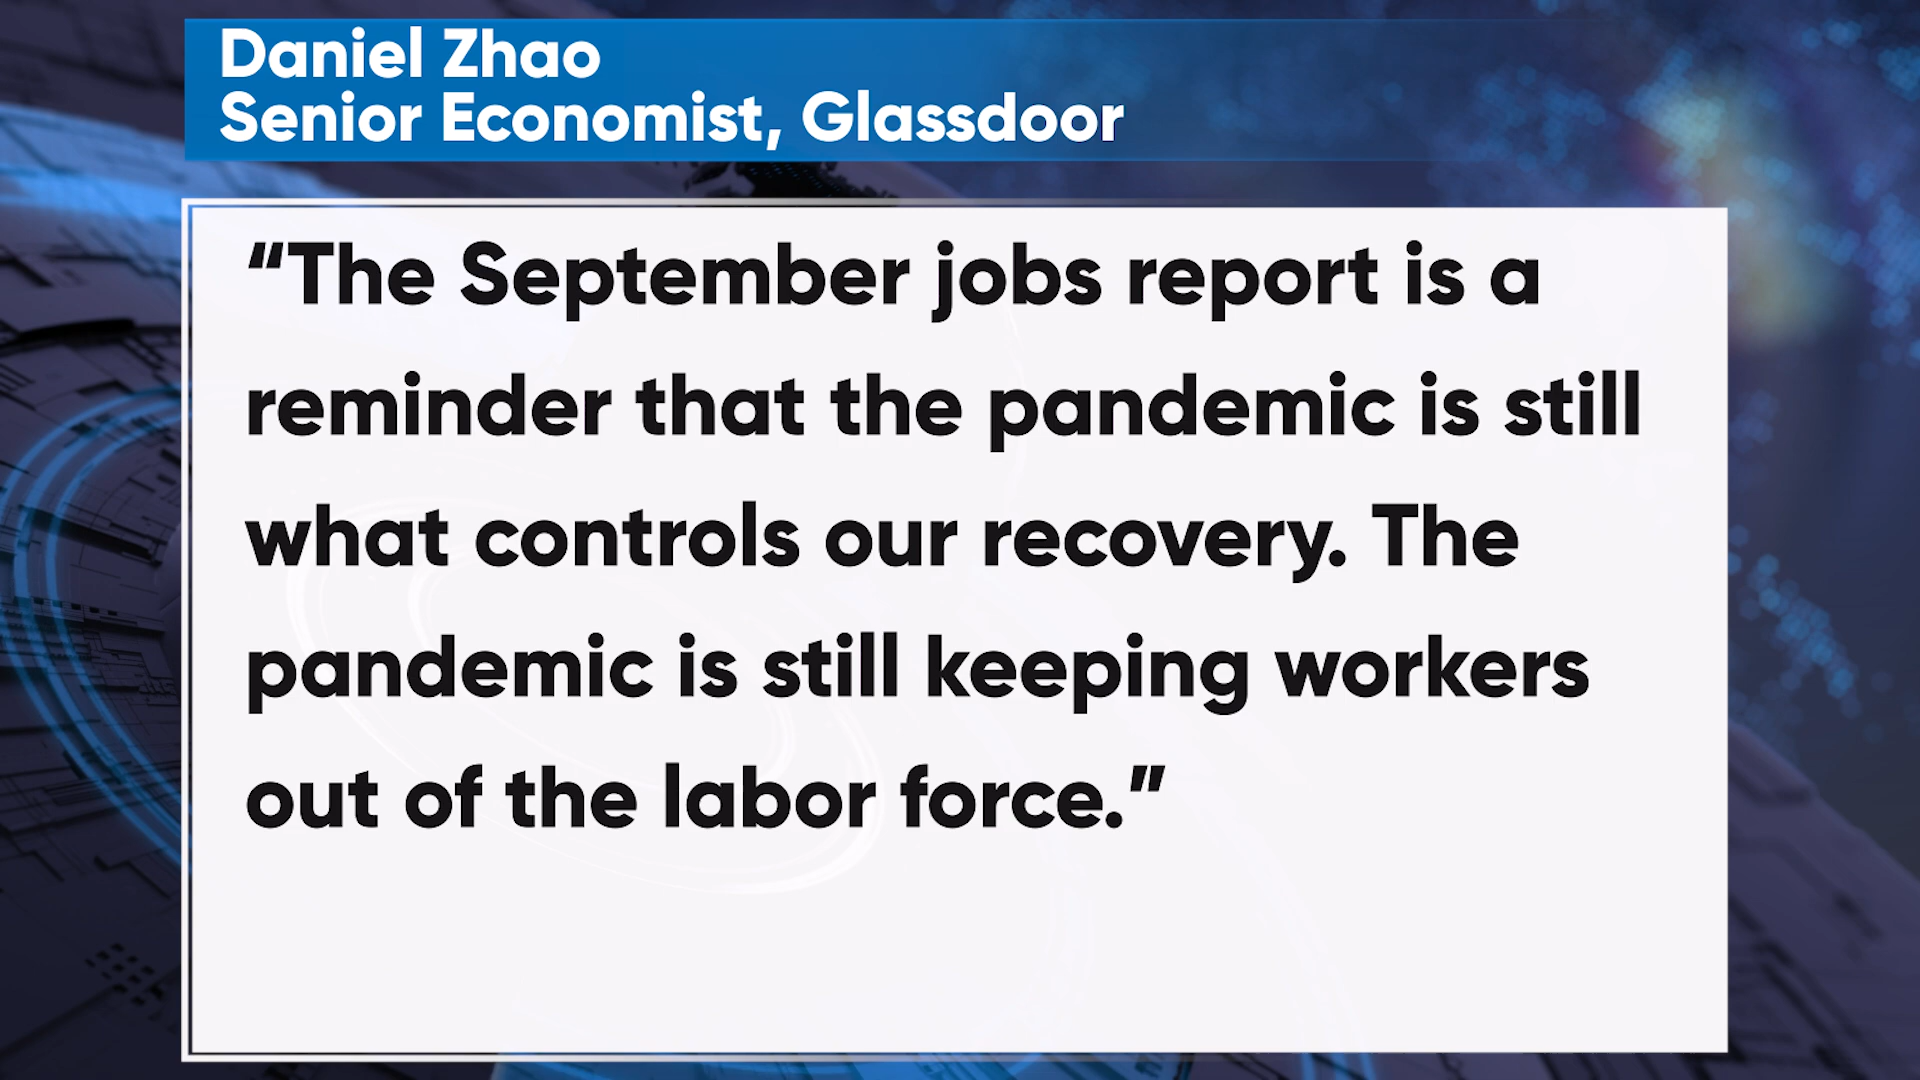 Daniel Zhao
Senior Economist, Glassdoor
“The September jobs report is a
reminder that the pandemic is still
what controls our recovery. The
pandemic is still keeping workers
out of the labor force.”